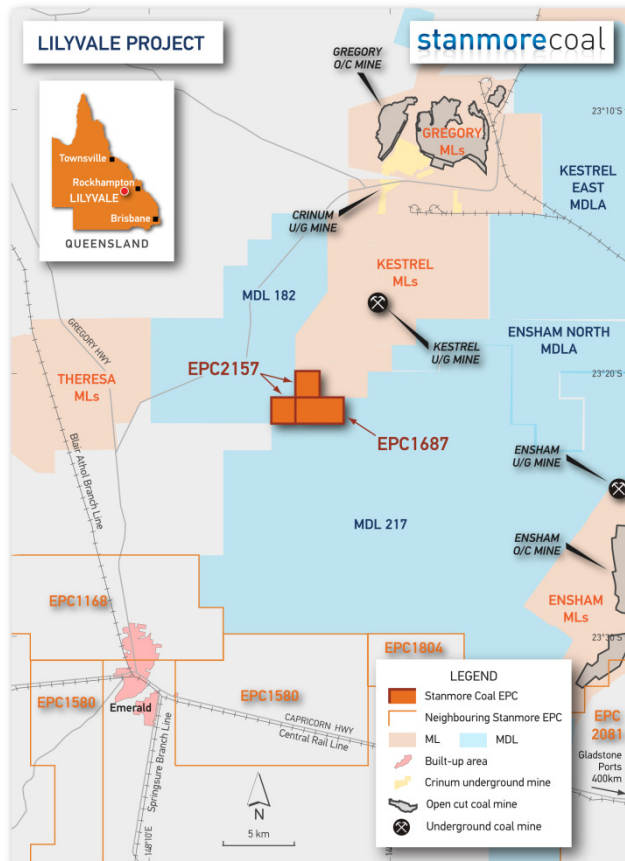 LILYVALE PROJECT
stanmorecoal
GREGORY
O/C MINE
GREGORY
MLs
23°10'S
Townsville
Rockhampton
LILYVALE
Brisbane
QUEENSLAND
KESTREL
EAST
MDLA
CRINUM
U/G MINE
KESTREL
MLs
MDL 182
GREGORY HWY
KESTREL
U/G MINE
ENSHAM NORTH
MDLA
THERESA
MLs
EPC2157
23°20'S
EPC1687
Blair Athol Branch Line
ENSHAM
U/G MINE
MDL 217
ENSHAM
O/C MINE
ENSHAM
MLs
EPC1168
23°30'S
EPC1804
EPC1580
EPC1580
Emerald
CAPRICORN HWY
Central Rail Line
Springsure Branch Line
148°10'E
N
5 km
LEGEND
Stanmore Coal EPC
Neighbouring Stanmore EPC
ML
MDL
Built-up area
Crinum underground mine
Open cut coal mine
Underground coal mine
EPC
2081
Gladstone
Ports
400km